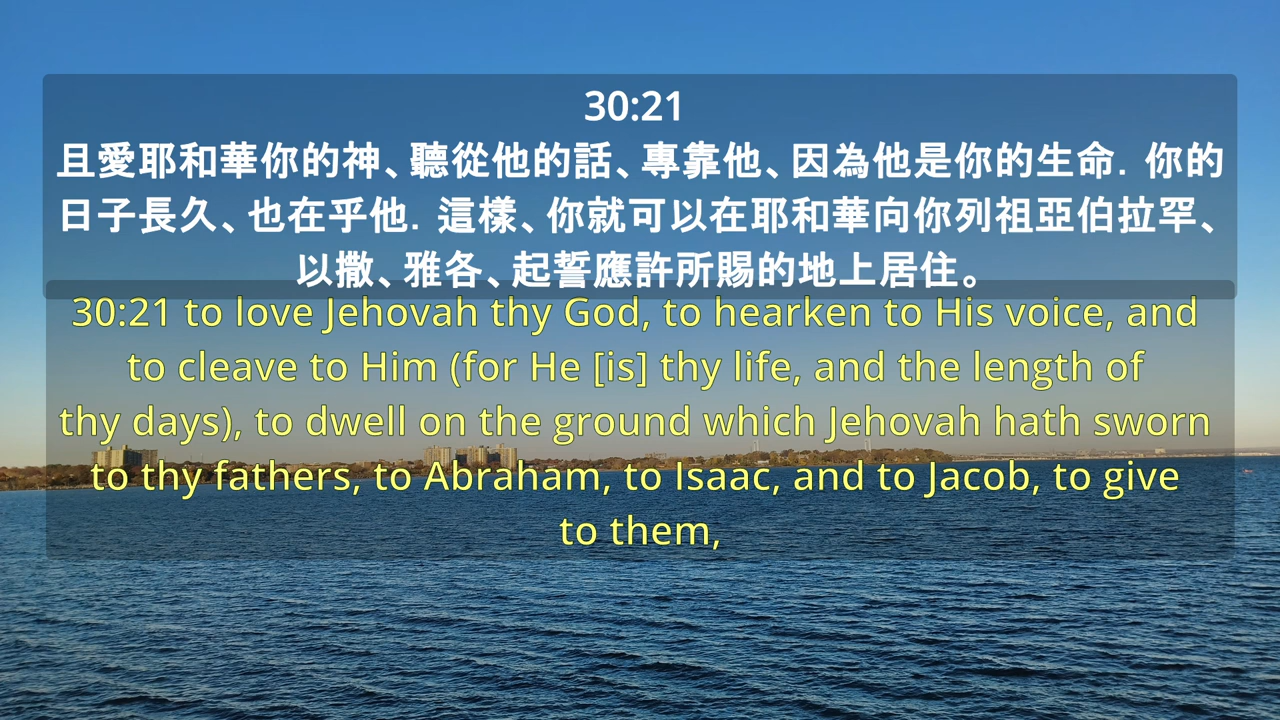 30:21
且愛耶和華你的神、聽從他的話、專靠他、因為他是你的生命．你的
日子長久、也在乎他．這樣、你就可以在耶和華向你列祖亞伯拉罕、
以撒、雅各、起誓應許所賜的地上居住。
30:21 to love Jehovah thy God, to hearken to His voice, and
to cleave to Him (for He [is] thy life, and the length of
thy days), to dwell on the ground which Jehovah hath sworn
to thy fathers, to Abraham, to Isaac, and to Jacob, to give
to them,